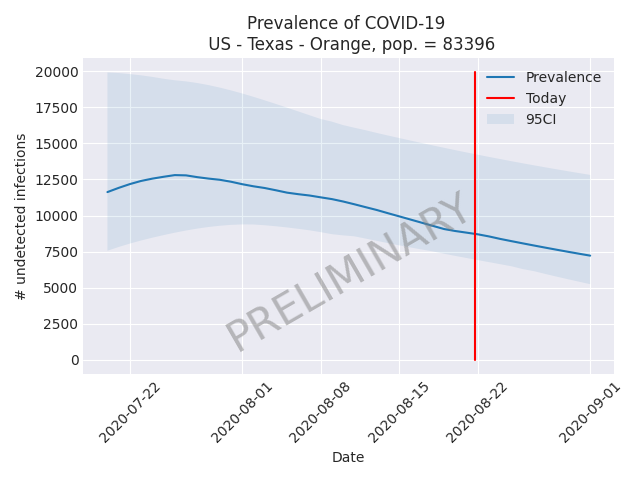 Prevalence of COVID-19
US - Texas - Orange, pop. = 83396
# undetected infections
20000
17500
15000
12500
10000
7500
5000
2500
0
Prevalence
Today
95CI
PRELIMINARY
2020-07-22
2020-08-01
2020-08-08
2020-08-15
2020-08-22
2020-09-01
Date